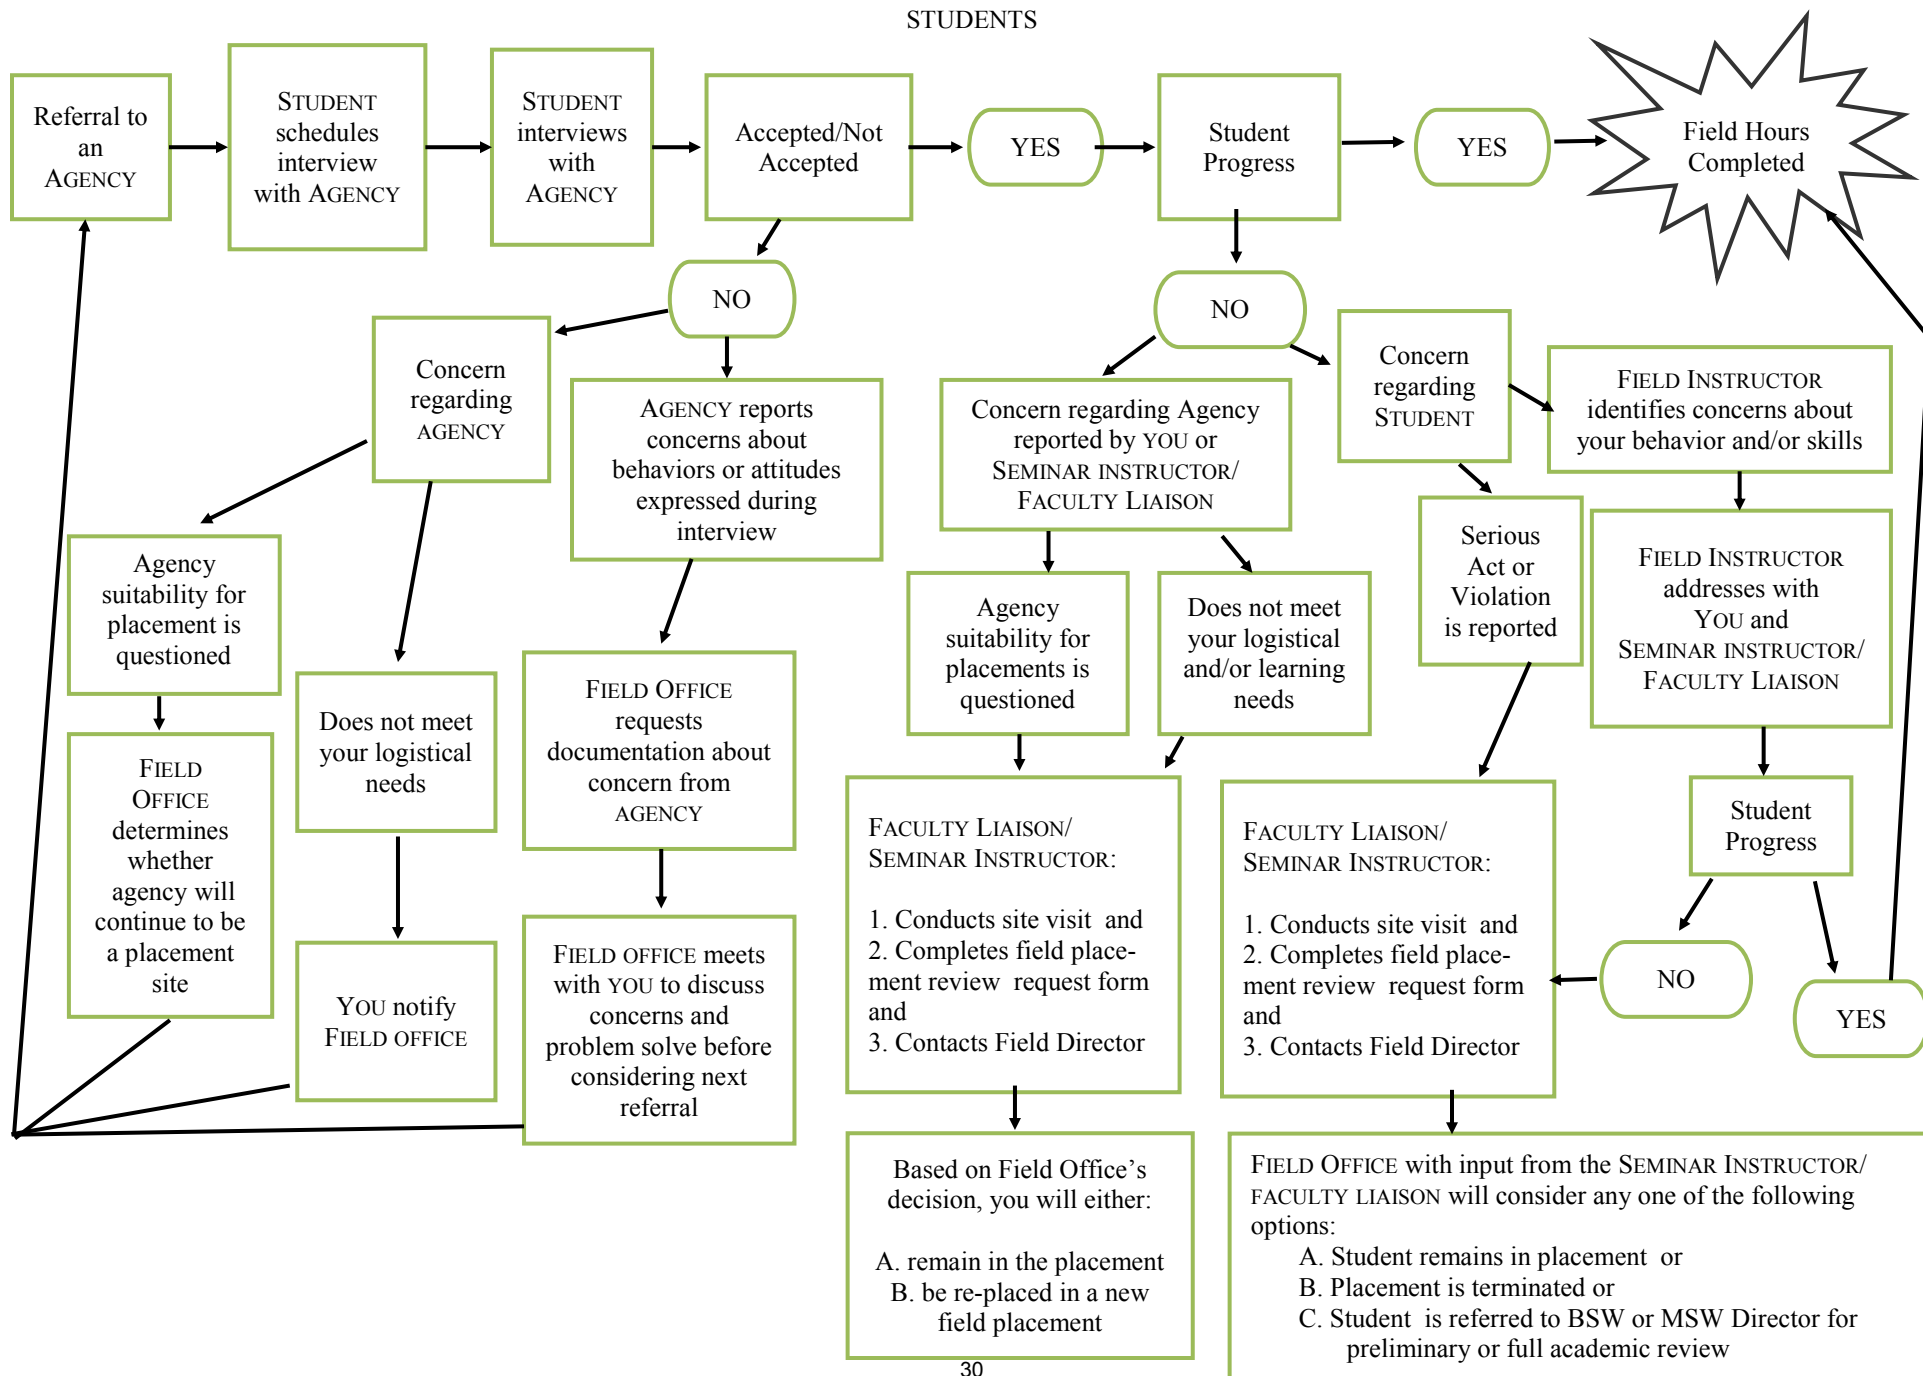 STUDENTS
Referral to
an
AGENCY
STUDENT
schedules
interview
with AGENCY
STUDENT
interviews
with
AGENCY
Accepted/Not
Accepted
YES
Student
Progress
YES
Field Hours
Completed
NO
NO
Concern
regarding
AGENCY
AGENCY reports
concerns about
behaviors or attitudes
expressed during
interview
Concern regarding Agency
reported by YOU or
SEMINAR INSTRUCTOR/
FACULTY LIAISON
Concern
regarding
STUDENT
FIELD INSTRUCTOR
identifies concerns about
your behavior and/or skills
Agency
suitability for
placement is
questioned
Does not meet
your logistical
needs
FIELD OFFICE
requests
documentation about
concern from
AGENCY
Agency
suitability for
placements is
questioned
Does not meet
your logistical
and/or learning
needs
Serious
Act or
Violation
is reported
FIELD INSTRUCTOR
addresses with
YOU and
SEMINAR INSTRUCTOR/
FACULTY LIAISON
FIELD
OFFICE
determines
whether
agency will
continue to be
a placement
site
YOU notify
FIELD OFFICE
FIELD OFFICE meets
with YOU to discuss
concerns and
problem solve before
considering next
referral
FACULTY LIAISON/
SEMINAR INSTRUCTOR:
1. Conducts site visit and
2. Completes field place-
ment review request form
and
3. Contacts Field Director
FACULTY LIAISON/
SEMINAR INSTRUCTOR:
1. Conducts site visit and
2. Completes field place-
ment review request form
and
3. Contacts Field Director
Student
Progress
NO
YES
Based on Field Office’s
decision, you will either:
A. remain in the placement
B. be re-placed in a new
field placement
FIELD OFFICE with input from the SEMINAR INSTRUCTOR/
FACULTY LIAISON will consider any one of the following
options:
A. Student remains in placement or
B. Placement is terminated or
C. Student is referred to BSW or MSW Director for
preliminary or full academic review
30